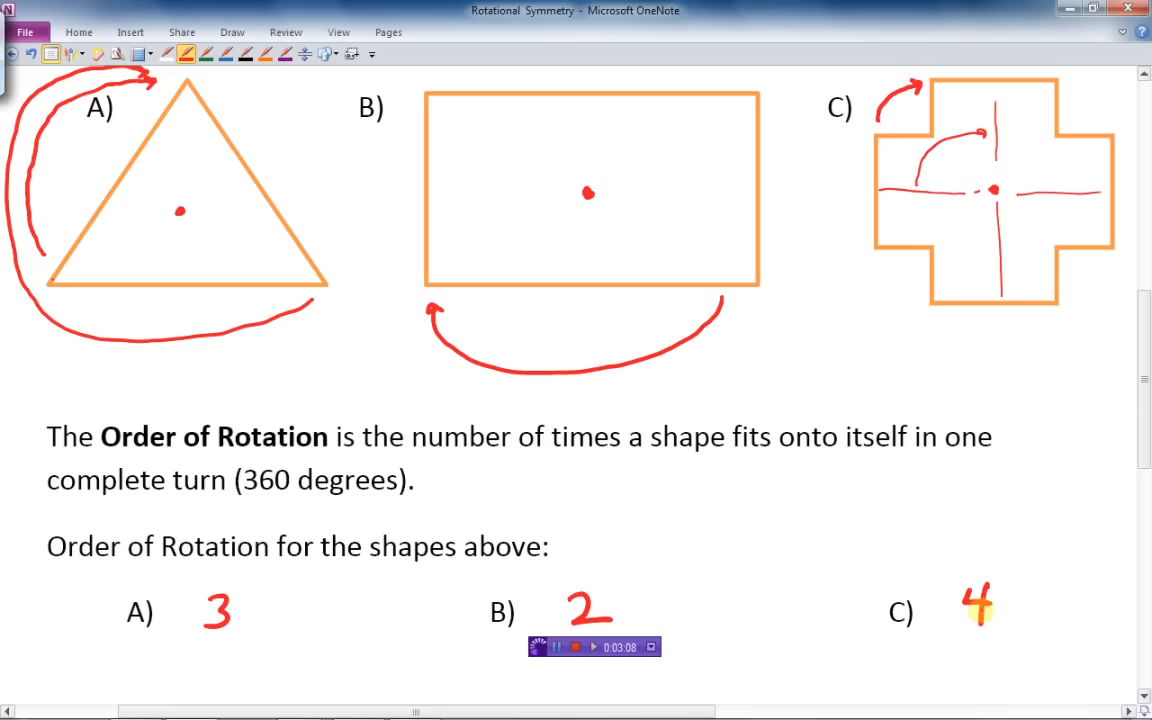 Rotational Symmetry - Microsoft OneNote
File Home Insert Share Draw Review View Pages
A) B) C)
The Order of Rotation is the number of times a shape fits onto itself in one
complete turn (360 degrees).
Order of Rotation for the shapes above:
A) 3 B) 2 C) 4
0:03:08